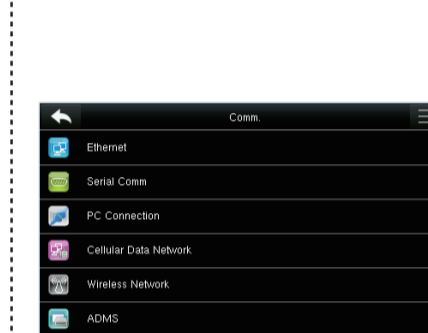 Comm.
Ethernet
Serial Comm
PC Connection
Cellular Data Network
Wireless Network
ADMS